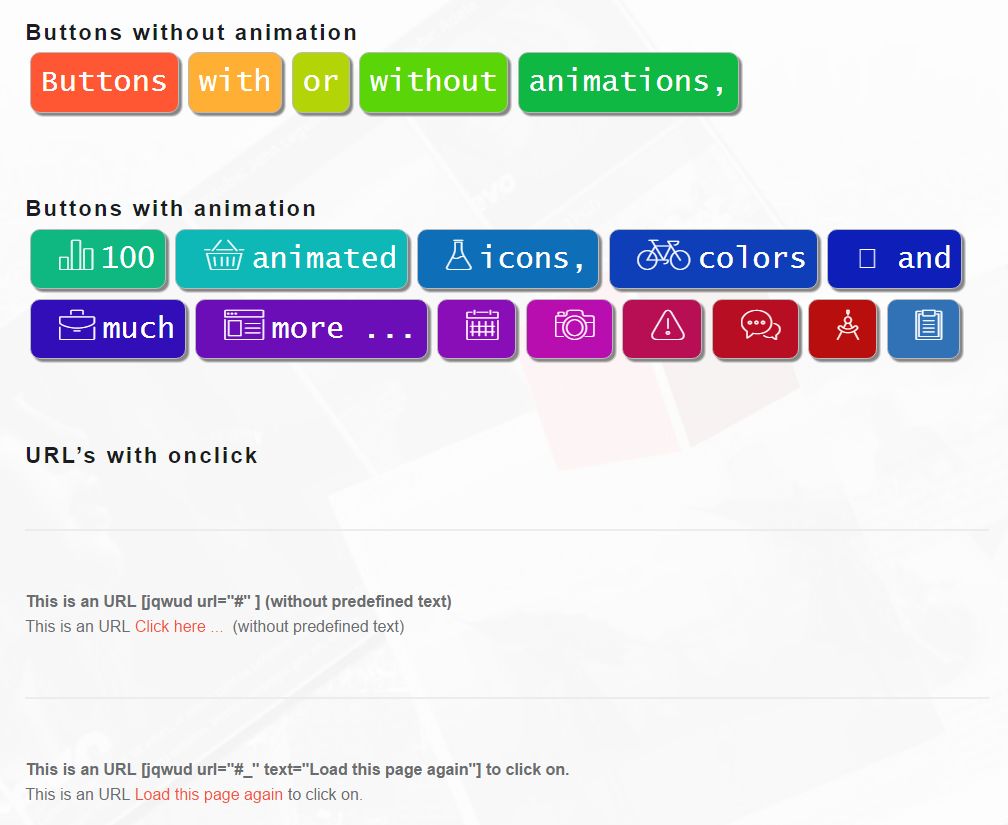 Buttons without animation
Buttons with or without animations,
Buttons with animation
100 animated icons, colors and
much more ...
URL’s with onclick
This is an URL [jqwud url="#" ] (without predefined text)
This is an URL Click here ... (without predefined text)
This is an URL [jqwud url="#_" text="Load this page again"] to click on.
This is an URL Load this page again to click on.